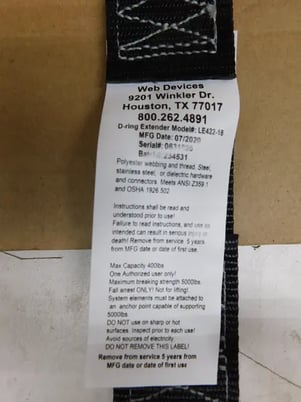 Web Devices
9201 Winkler Dr.
Houston, TX 77017
800.262.4891
D-ring Extender Model#: LE422-18
MFG Date: 07/2020
Serial#:
Batch#: 234531
Polyester webbing and thread. Steel,
stainless steel, or dielectric hardware
and connectors. Meets ANSI Z359.1
and OSHA 1926.502
Instructions shall be read and
understood prior to use!
Failure to read instructions, and use as
intended can result in serious injury or
death! Remove from service 5 years
from MFG date or date of first use.
Max Capacity 400lbs
One Authorized user only!
Maximum breaking strength 5000lbs.
Fall arrest ONLY! Not for lifting!
System elements must be attached to
an anchor point capable of supporting
5000lbs.
DO NOT use on sharp or hot
surfaces. Inspect prior to use!
Avoid sources of electricity.
DO NOT REMOVE THIS LABEL!
Remove from service 5 years from
MFG date or date of first use